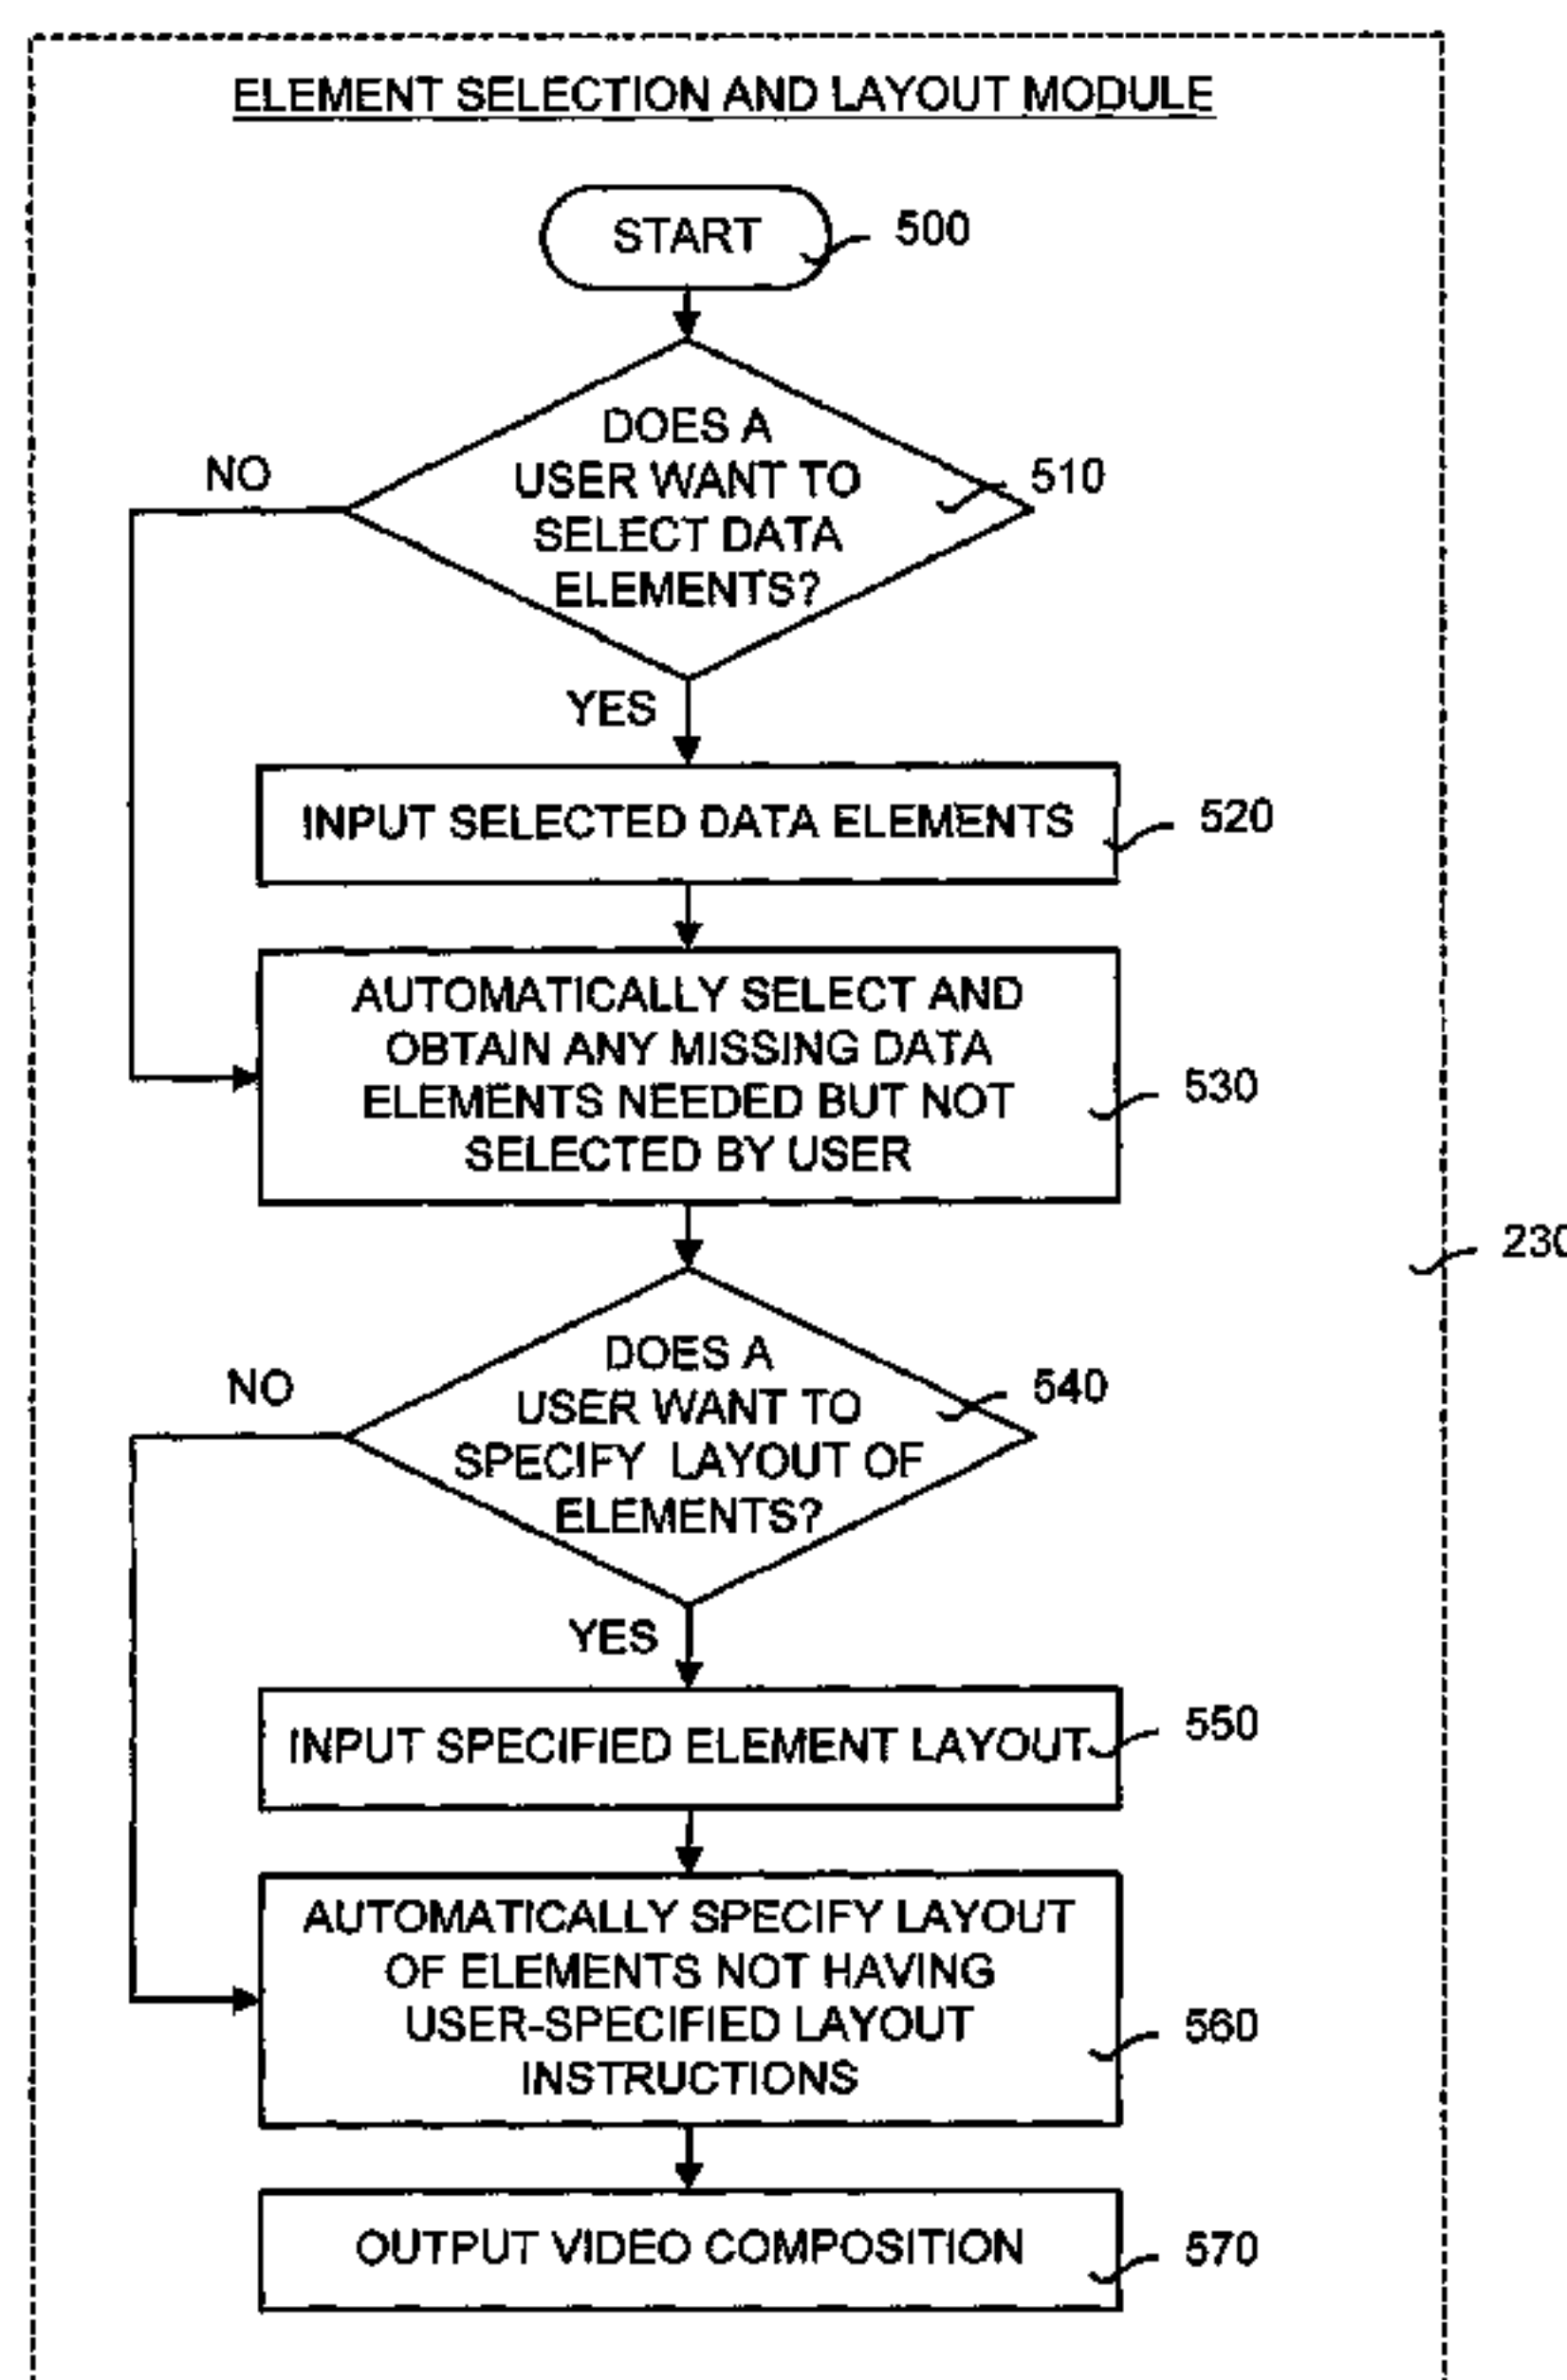 ELEMENT SELECTION AND LAYOUT MODULE
START
500
DOES A
USER WANT TO
SELECT DATA
ELEMENTS?
510
NO
YES
INPUT SELECTED DATA ELEMENTS
520
AUTOMATICALLY SELECT AND
OBTAIN ANY MISSING DATA
ELEMENTS NEEDED BUT NOT
SELECTED BY USER
530
230
DOES A
USER WANT TO
SPECIFY LAYOUT OF
ELEMENTS?
540
NO
YES
INPUT SPECIFIED ELEMENT LAYOUT
550
AUTOMATICALLY SPECIFY LAYOUT
OF ELEMENTS NOT HAVING
USER-SPECIFIED LAYOUT
INSTRUCTIONS
560
OUTPUT VIDEO COMPOSITION
570